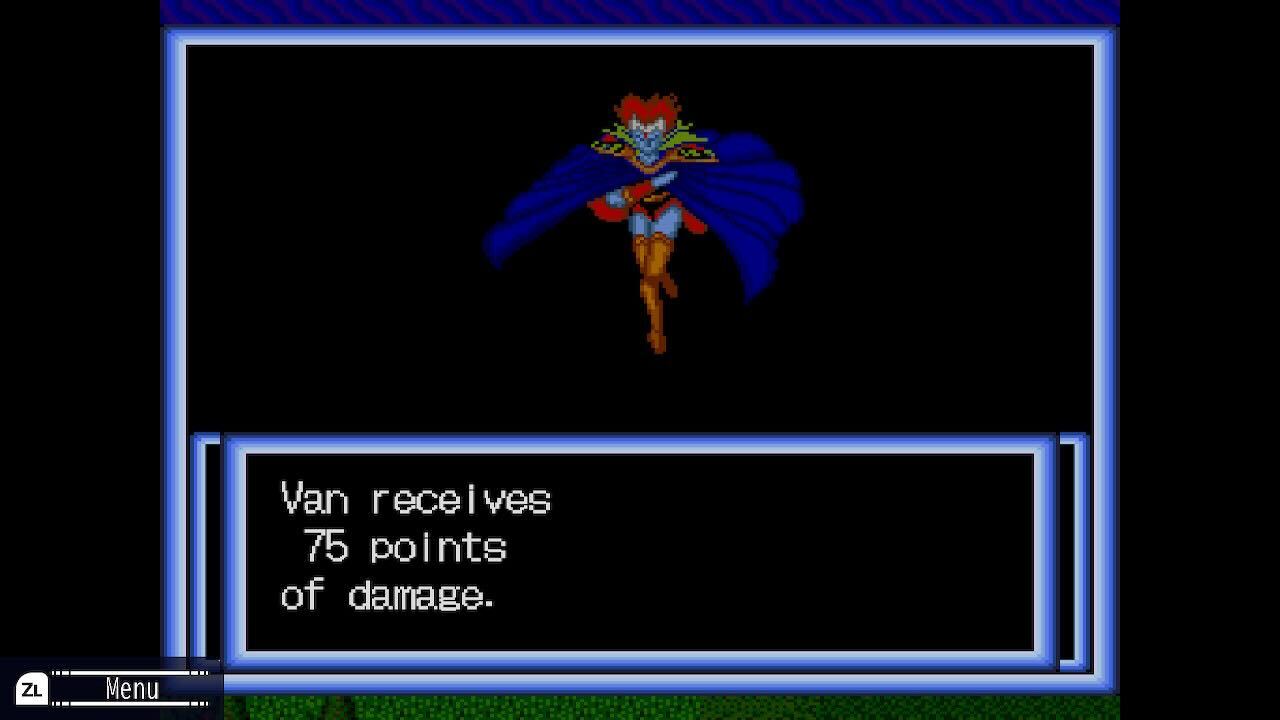 Van receives
75 points
of damage.
ZL Menu